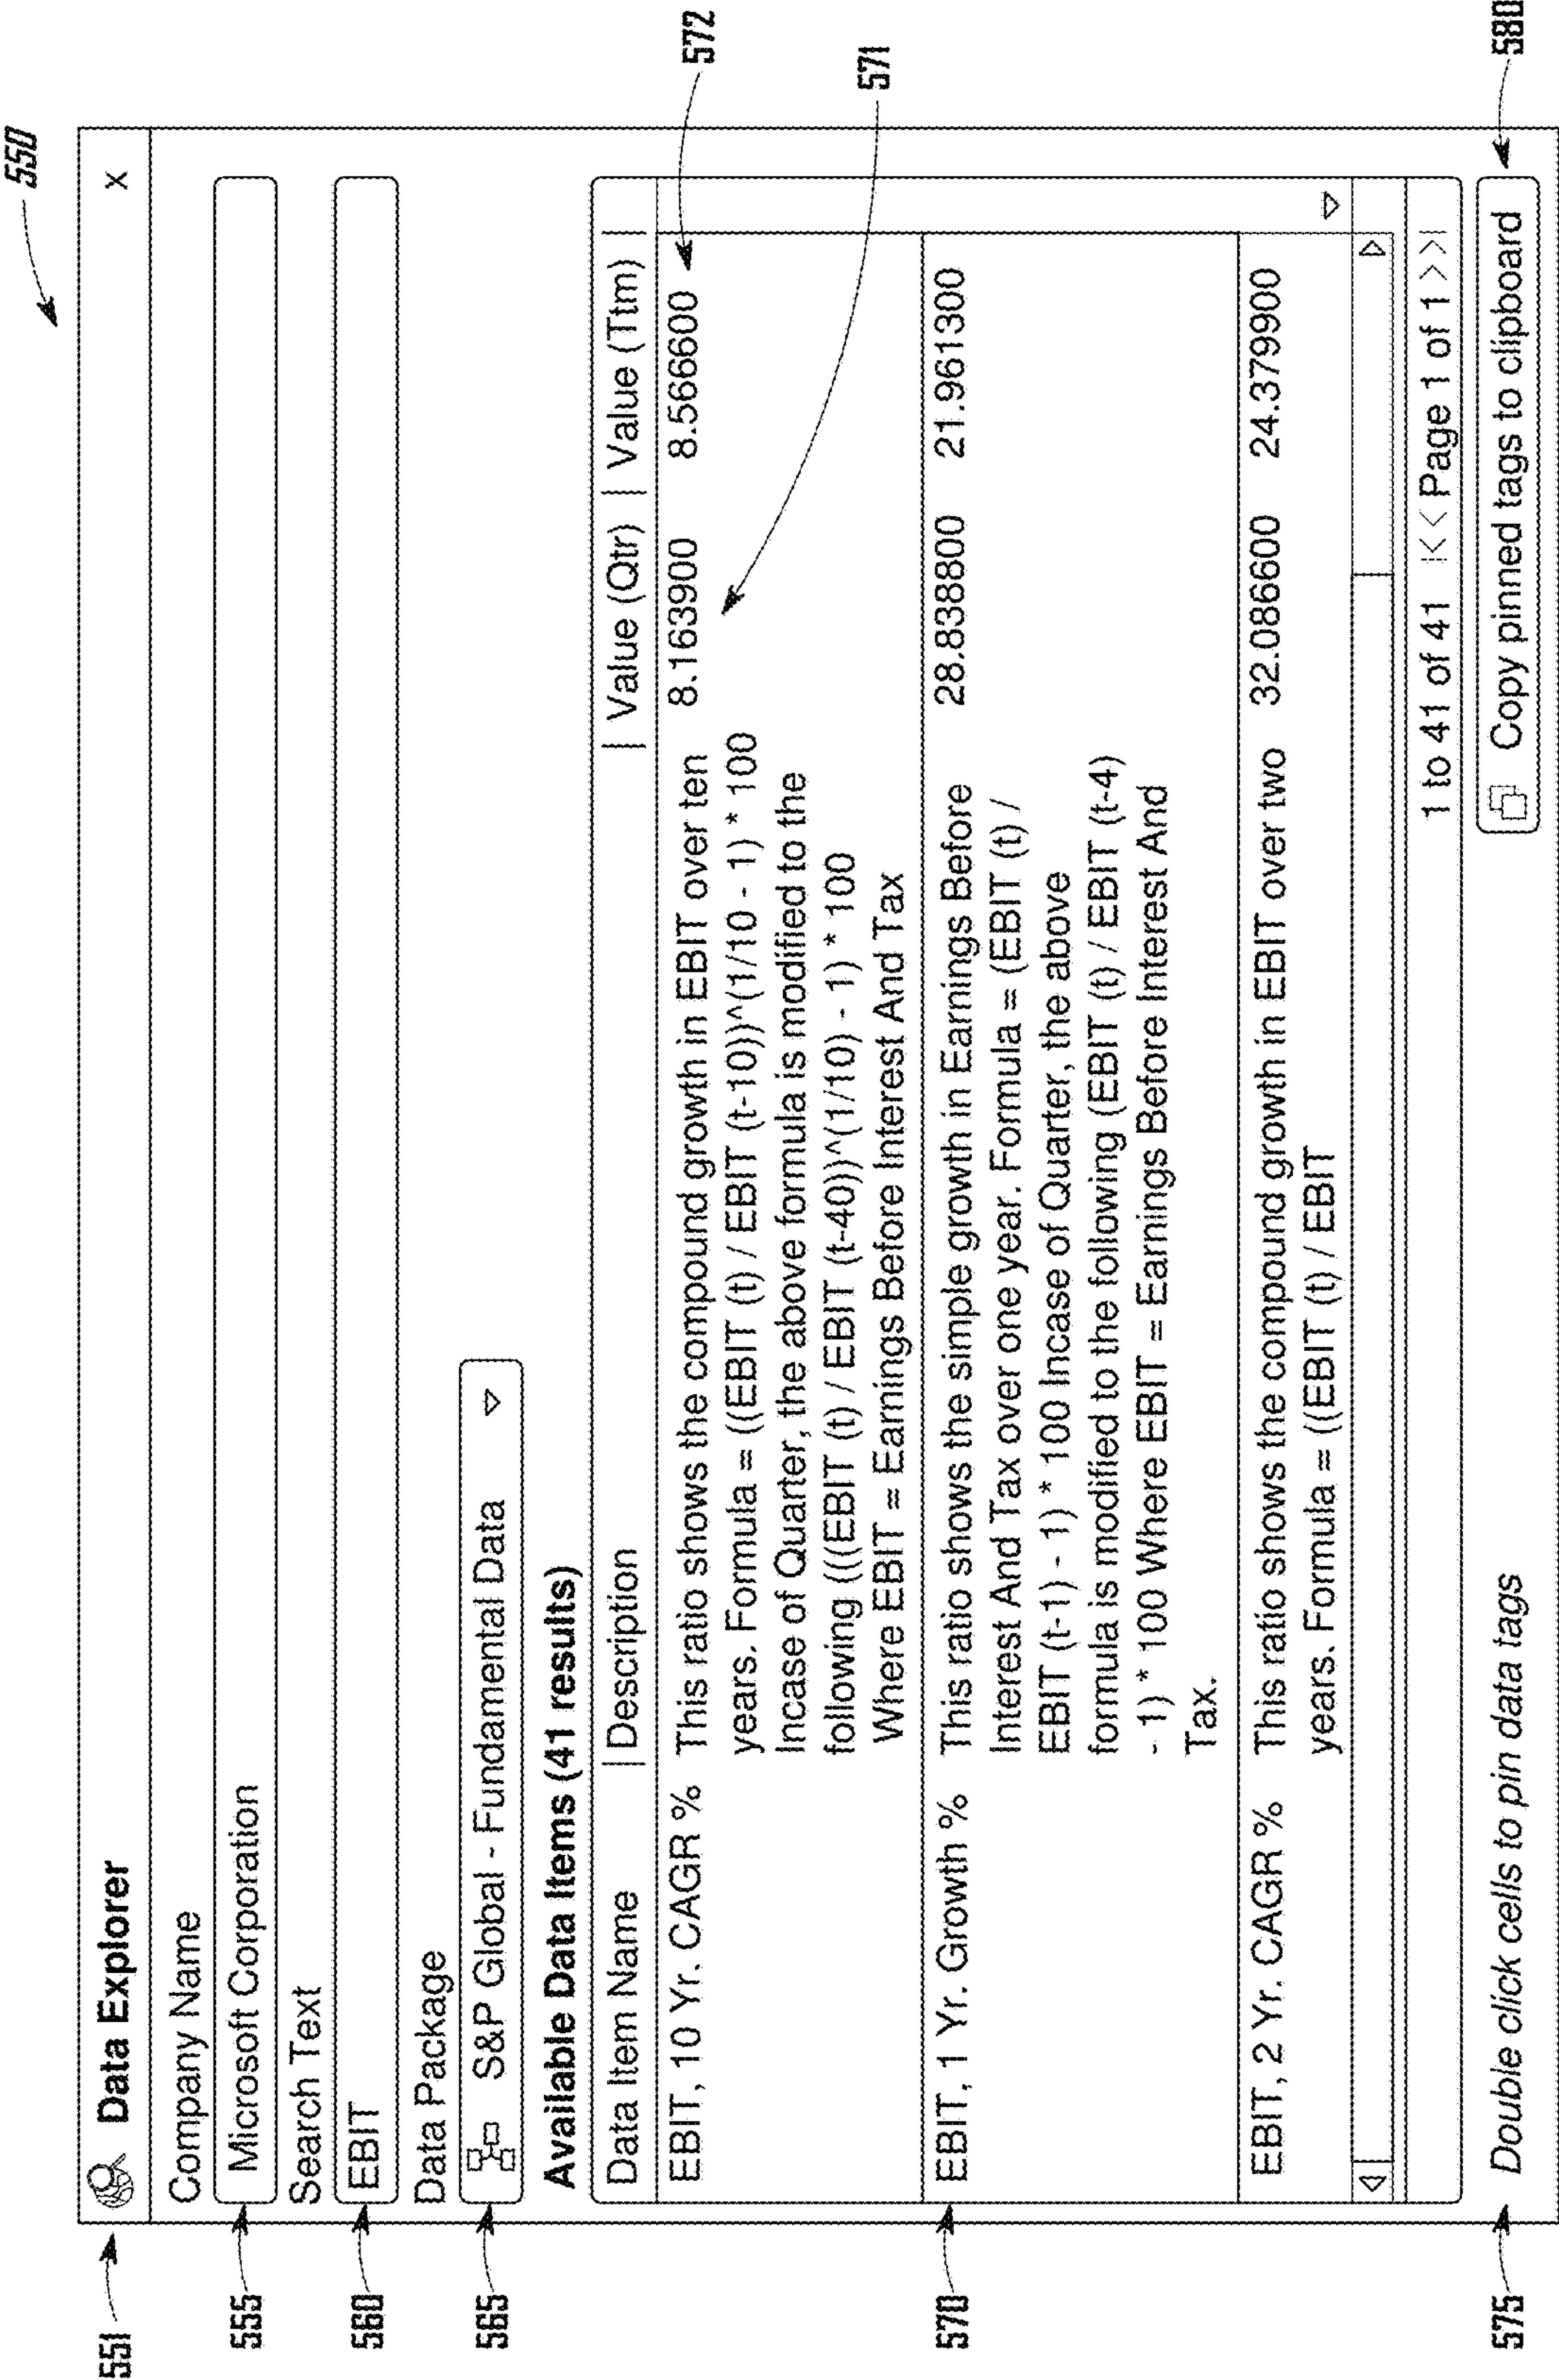 550
551
Data Explorer X
Company Name
555
Microsoft Corporation
Search Text
560
EBIT
Data Package
565
S&P Global - Fundamental Data
Available Data Items (41 results)
Data Item Name | Description | Value (Qtr) | Value (Ttm) |
572
EBIT, 10 Yr. CAGR % This ratio shows the compound growth in EBIT over ten 8.163900 8.566600
years. Formula = ((EBIT (t) / EBIT (t-10))^(1/10 - 1) * 100
571
Incase of Quarter, the above formula is modified to the
following ((((EBIT (t) / EBIT (t-40))^(1/10) - 1) * 100
Where EBIT = Earnings Before Interest And Tax
570
EBIT, 1 Yr. Growth % This ratio shows the simple growth in Earnings Before 28.838800 21.961300
Interest And Tax over one year. Formula = (EBIT (t) /
EBIT (t-1) - 1) * 100 Incase of Quarter, the above
formula is modified to the following (EBIT (t) / EBIT (t-4)
- 1) * 100 Where EBIT = Earnings Before Interest And
Tax.
EBIT, 2 Yr. CAGR % This ratio shows the compound growth in EBIT over two 32.086600 24.379900
years. Formula = ((EBIT (t) / EBIT
1 to 41 of 41 |< < Page 1 of 1 > >|
575
Double click cells to pin data tags
Copy pinned tags to clipboard
580